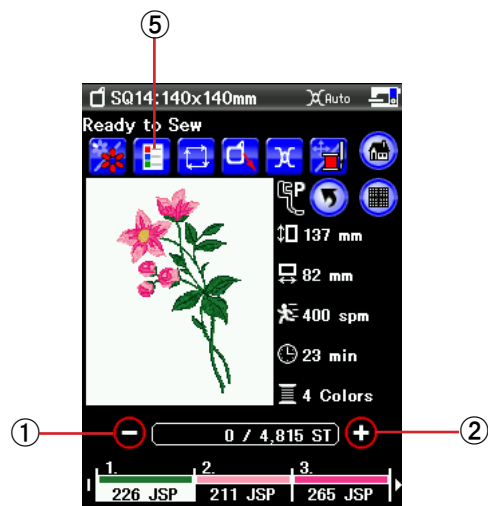 ⑤
SQ14:140x140mm Auto
Ready to Sew
P
137 mm
82 mm
400 spm
23 min
4 Colors
① − 0 / 4,815 ST + ②
1. 2. 3.
226 JSP 211 JSP 265 JSP